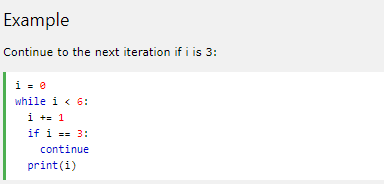 Example
Continue to the next iteration if i is 3:
i = 0
while i < 6:
  i += 1
  if i == 3:
    continue
  print(i)